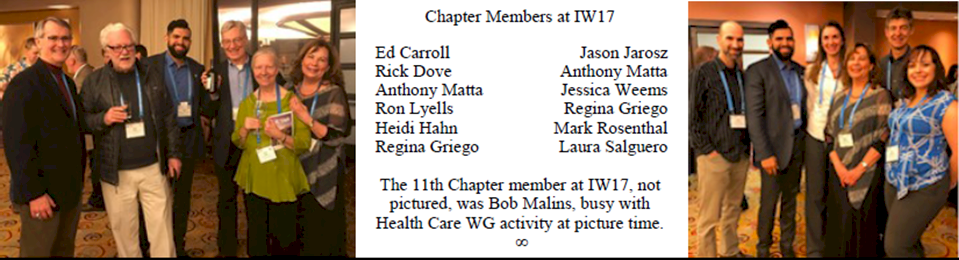 Chapter Members at IW17
Ed Carroll Jason Jarosz
Rick Dove Anthony Matta
Anthony Matta Jessica Weems
Ron Lyells Regina Griego
Heidi Hahn Mark Rosenthal
Regina Griego Laura Salguero
The 11th Chapter member at IW17, not
pictured, was Bob Malins, busy with
Health Care WG activity at picture time.
∞